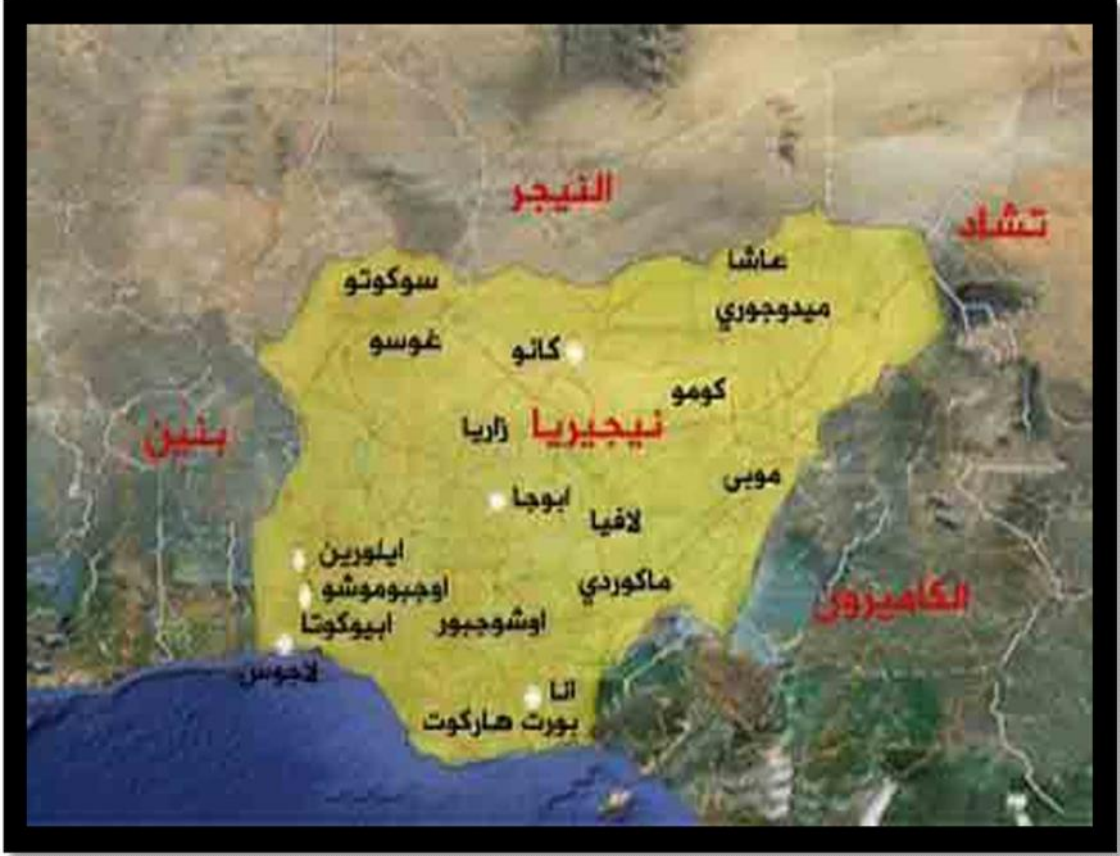 النيجر
تشاد
عاشا
سوكوتو
ميدوجوري
غوسو
كانو
كومو
نيجيريا
زاريا
بنين
موبى
ابوجا
لافيا
ايلورين
ماكوردي
اوجبوموشو
الكاميرون
ابيوكوتا
اوشوجبور
لاجوس
انا
بورت هاركوت